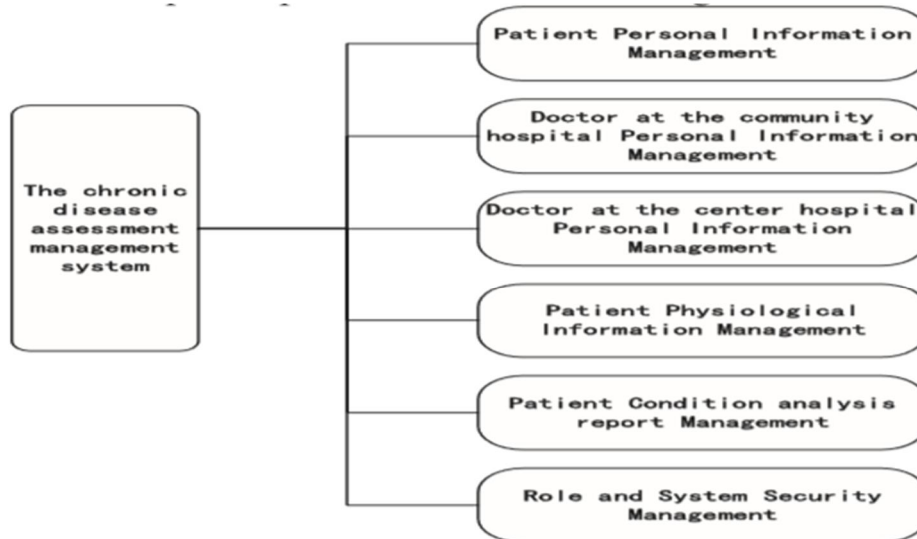 The chronic
disease
assessment
management
system
Patient Personal Information
Management
Doctor at the community
hospital Personal Information
Management
Doctor at the center hospital
Personal Information
Management
Patient Physiological
Information Management
Patient Condition analysis
report Management
Role and System Security
Management